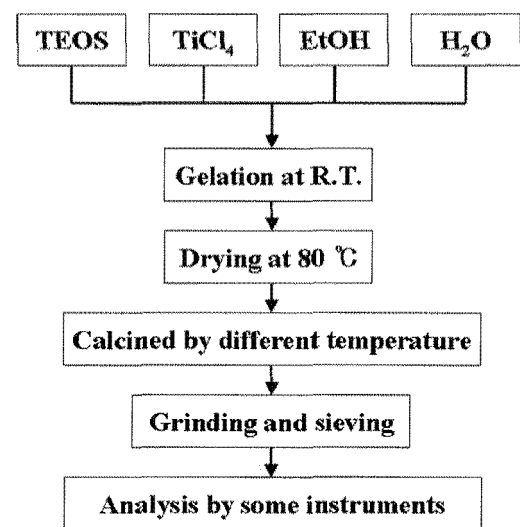 TEOS TiCl₄ EtOH H₂O
Gelation at R.T.
Drying at 80 ℃
Calcined by different temperature
Grinding and sieving
Analysis by some instruments